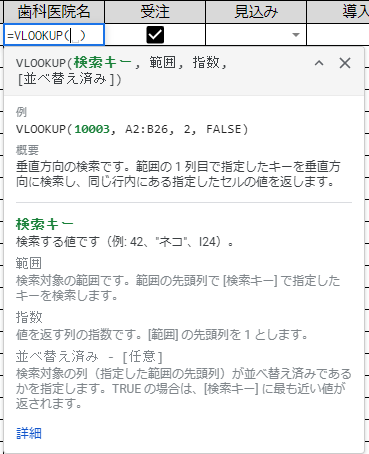 歯科医院名 受注 見込み 導入
=VLOOKUP( )
VLOOKUP(検索キー, 範囲, 指数,
[並べ替え済み])
例
VLOOKUP(10003, A2:B26, 2, FALSE)
概要
垂直方向の検索です。範囲の 1 列目で指定したキーを垂直方
向に検索し、同じ行内にある指定したセルの値を返します。
検索キー
検索する値です（例: 42、"ネコ"、I24）。
範囲
検索対象の範囲です。範囲の先頭列で [検索キー] で指定した
キーを検索します。
指数
値を返す列の指数です。[範囲] の先頭列を 1 とします。
並べ替え済み - [任意]
検索対象の列（指定した範囲の先頭列）が並べ替え済みである
かを指定します。TRUE の場合は、[検索キー] に最も近い値が
返されます。
詳細